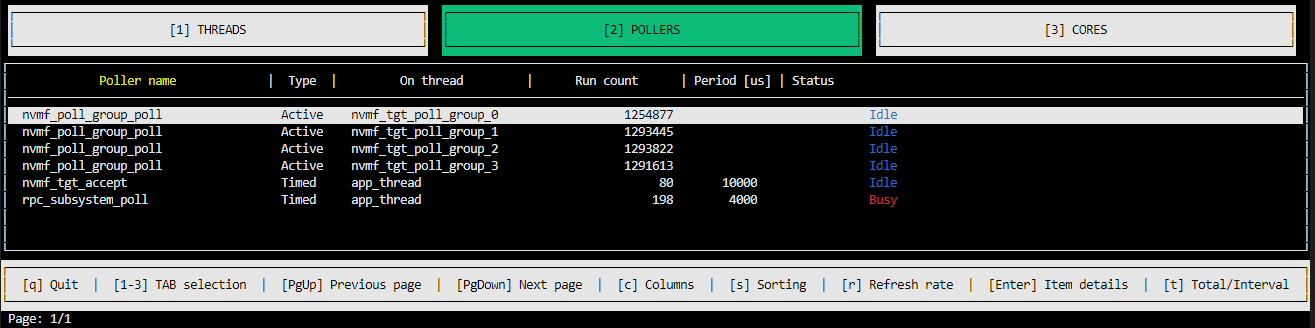 [1] THREADS [2] POLLERS [3] CORES
Poller name | Type | On thread | Run count | Period [us] | Status
nvmf_poll_group_poll Active nvmf_tgt_poll_group_0 1254877 Idle
nvmf_poll_group_poll Active nvmf_tgt_poll_group_1 1293445 Idle
nvmf_poll_group_poll Active nvmf_tgt_poll_group_2 1293822 Idle
nvmf_poll_group_poll Active nvmf_tgt_poll_group_3 1291613 Idle
nvmf_tgt_accept Timed app_thread 80 10000 Idle
rpc_subsystem_poll Timed app_thread 198 4000 Busy
[q] Quit | [1-3] TAB selection | [PgUp] Previous page | [PgDown] Next page | [c] Columns | [s] Sorting | [r] Refresh rate | [Enter] Item details | [t] Total/Interval
Page: 1/1